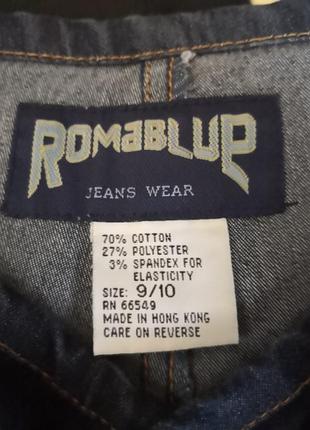 ROMaBLUP
JEANS WEAR
70% COTTON
27% POLYESTER
3% SPANDEX FOR
ELASTICITY
SIZE: 9/10
RN 66549
MADE IN HONG KONG
CARE ON REVERSE